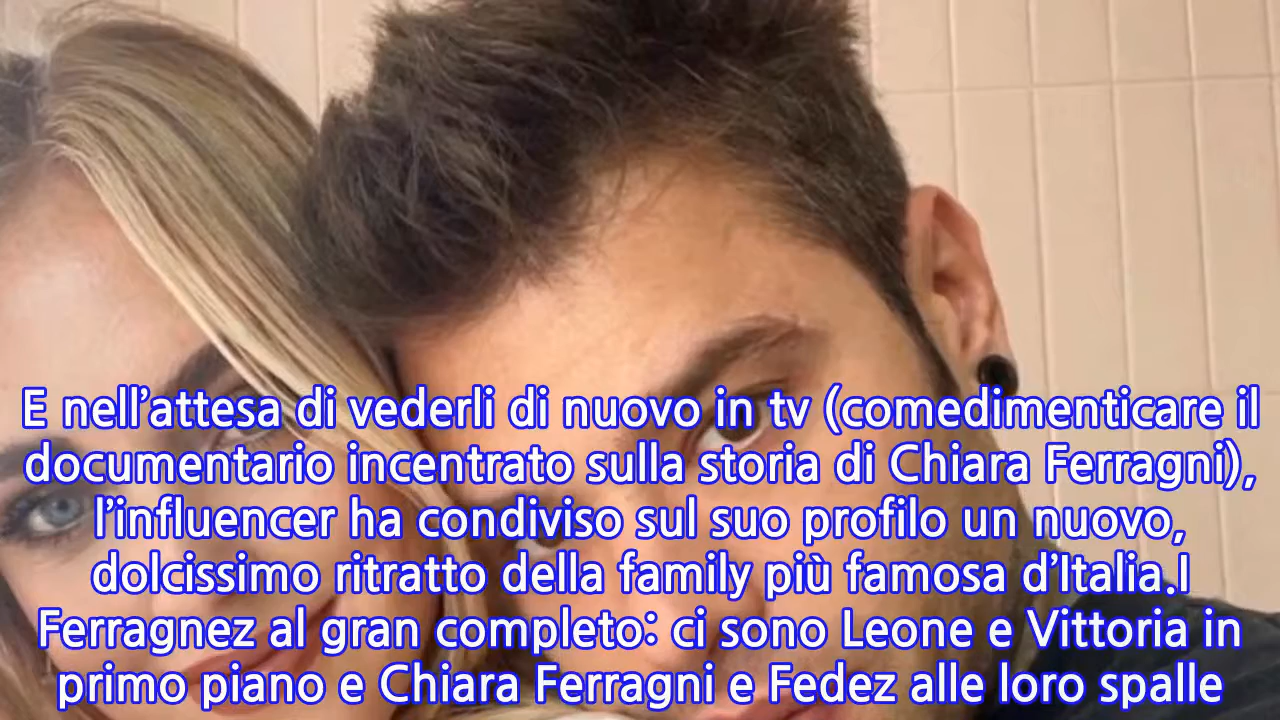 E nell'attesa di vederli di nuovo in tv (comedimenticare il
documentario incentrato sulla storia di Chiara Ferragni),
l'influencer ha condiviso sul suo profilo un nuovo,
dolcissimo ritratto della family più famosa d'Italia.I
Ferragnez al gran completo: ci sono Leone e Vittoria in
primo piano e Chiara Ferragni e Fedez alle loro spalle